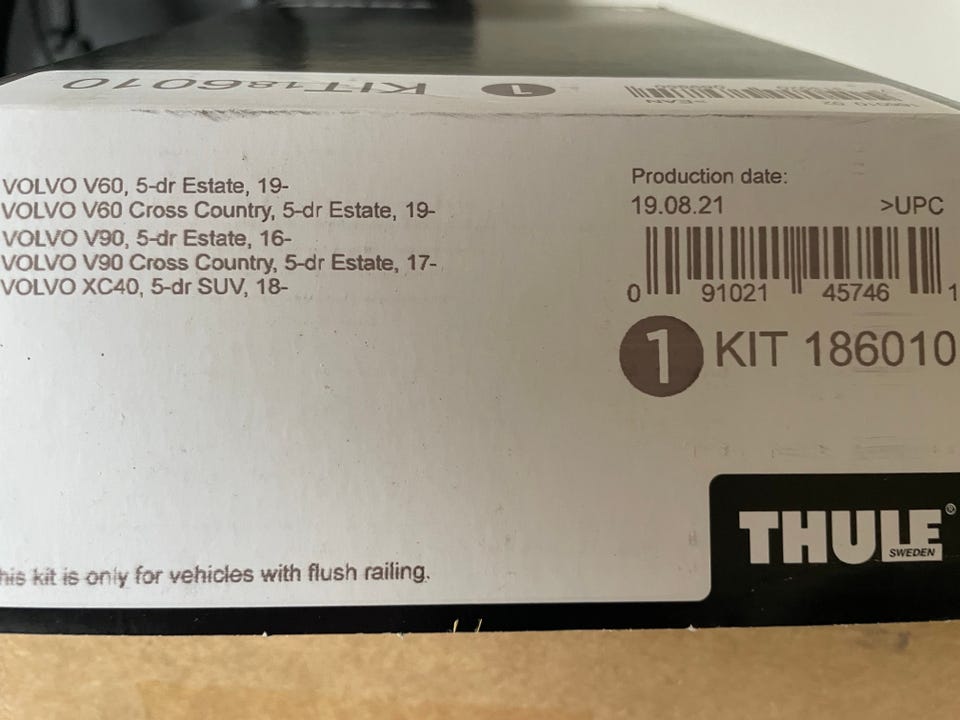 KIT186010
1
>EAN
VOLVO V60, 5-dr Estate, 19-
VOLVO V60 Cross Country, 5-dr Estate, 19-
VOLVO V90, 5-dr Estate, 16-
VOLVO V90 Cross Country, 5-dr Estate, 17-
VOLVO XC40, 5-dr SUV, 18-
Production date:
19.08.21 >UPC
0 91021 45746 1
1 KIT 186010
his kit is only for vehicles with flush railing.
THULE®
SWEDEN